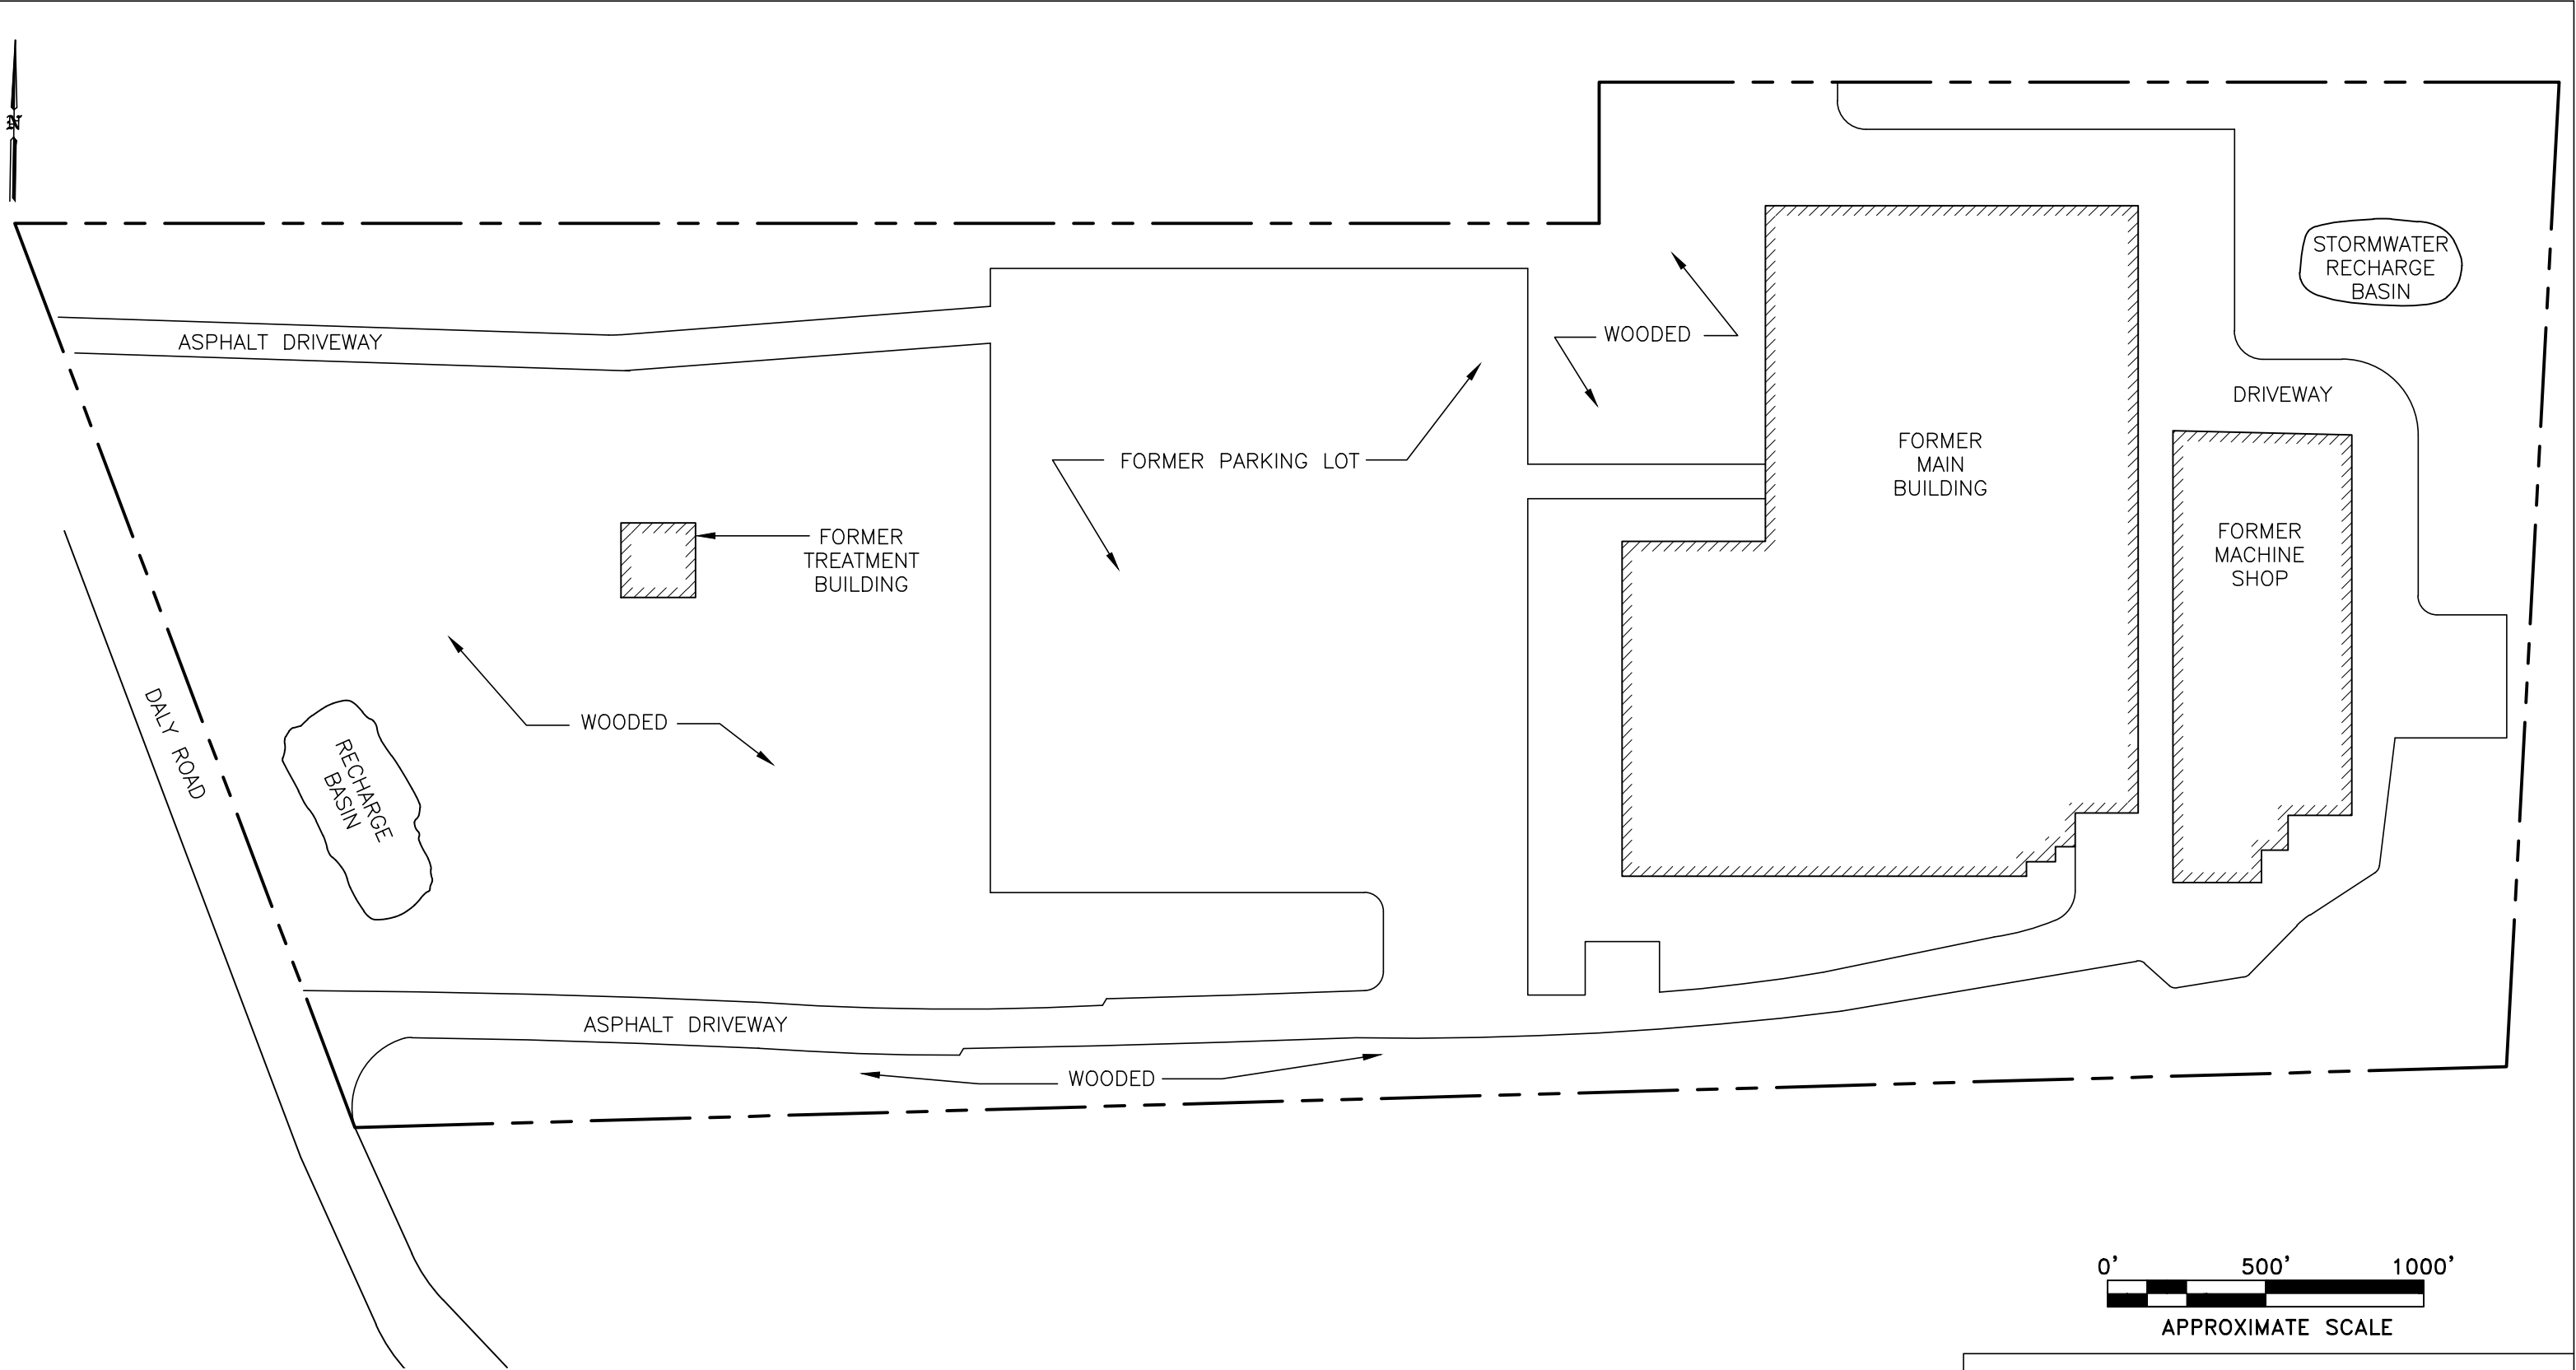 N
STORMWATER
RECHARGE
BASIN
WOODED
ASPHALT DRIVEWAY
DRIVEWAY
FORMER
MAIN
BUILDING
FORMER PARKING LOT
FORMER
MACHINE
SHOP
FORMER
TREATMENT
BUILDING
WOODED
DALY ROAD
RECHARGE
BASIN
ASPHALT DRIVEWAY
WOODED
0' 500' 1000'
APPROXIMATE SCALE